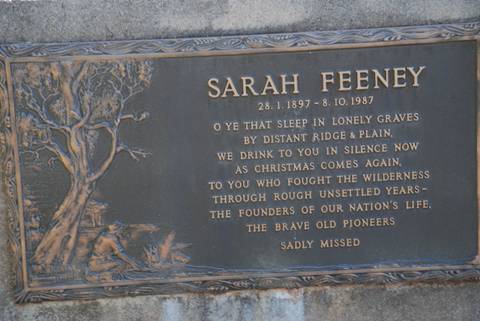 SARAH FEENEY
28.1.1897 - 8.10.1987
O YE THAT SLEEP IN LONELY GRAVES
BY DISTANT RIDGE & PLAIN,
WE DRINK TO YOU IN SILENCE NOW
AS CHRISTMAS COMES AGAIN,
TO YOU WHO FOUGHT THE WILDERNESS
THROUGH ROUGH UNSETTLED YEARS -
THE FOUNDERS OF OUR NATION'S LIFE,
THE BRAVE OLD PIONEERS
SADLY MISSED